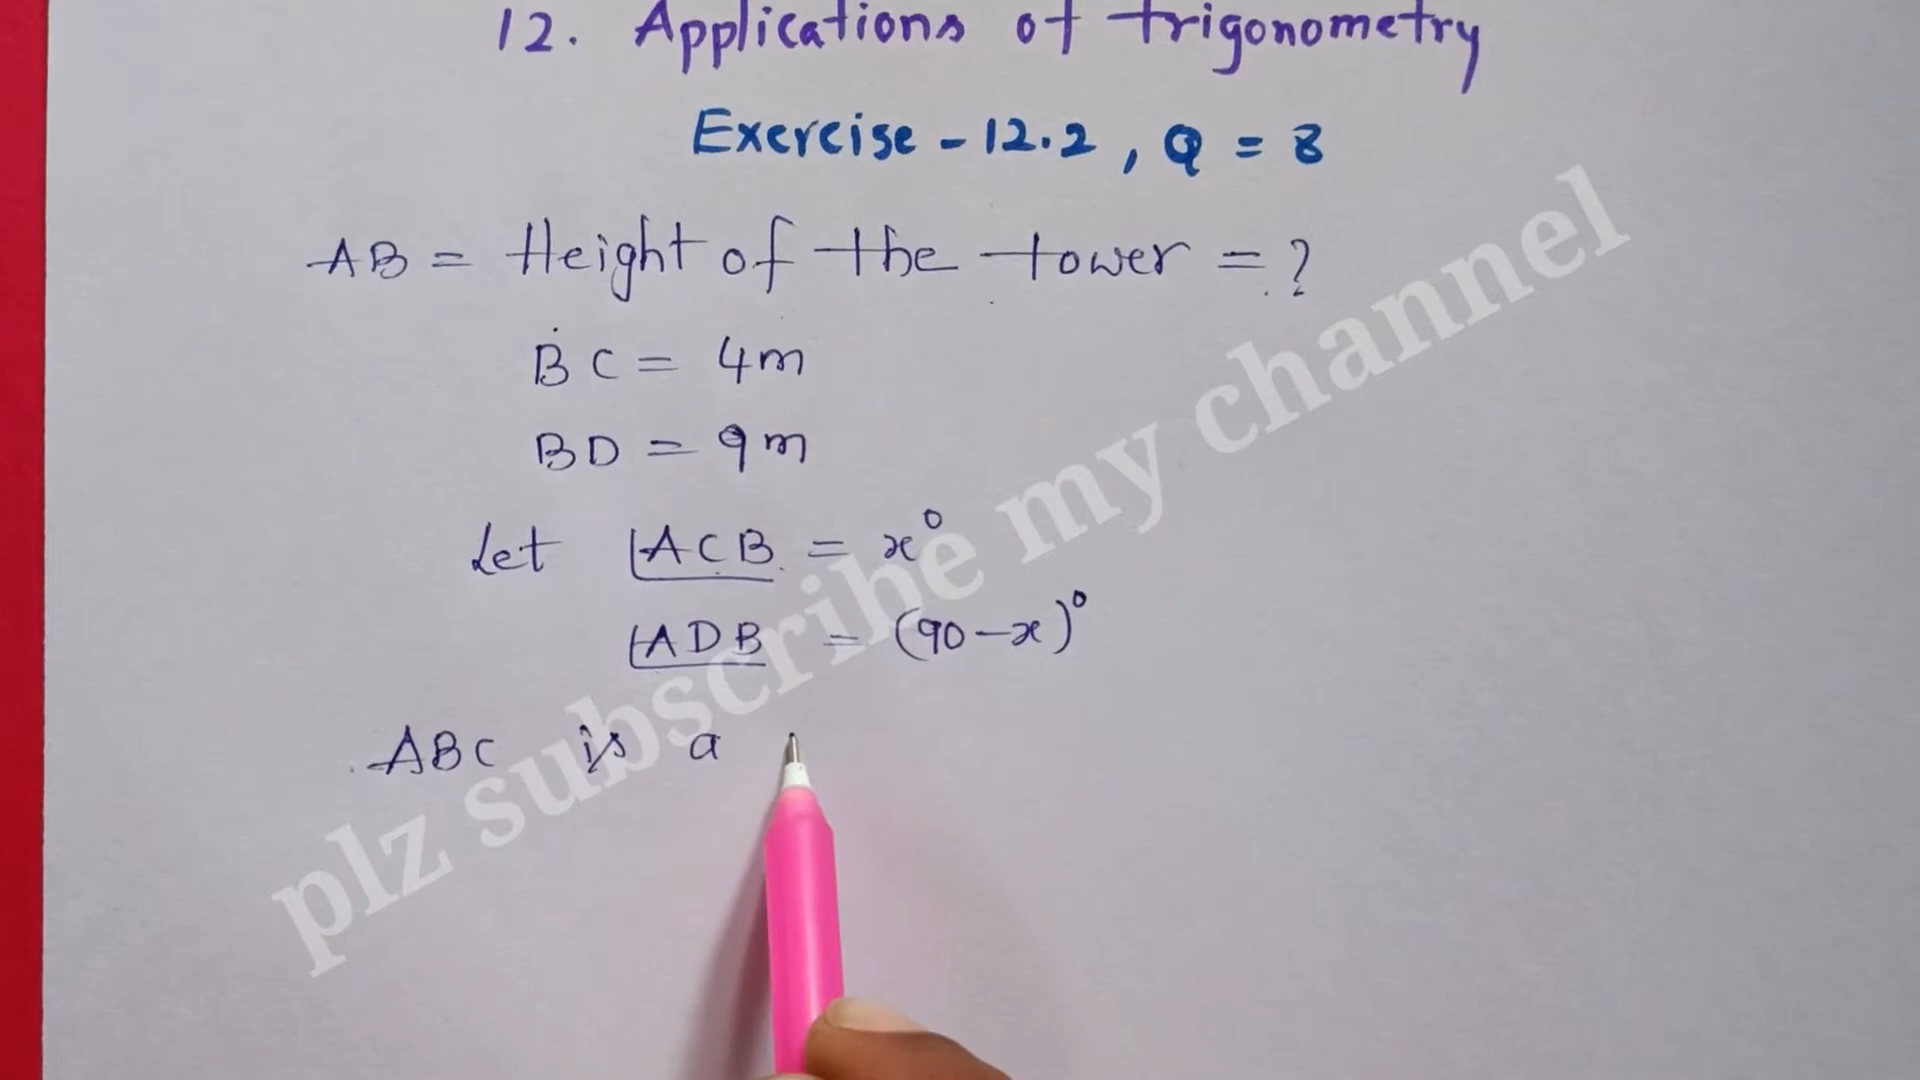 12. Applications of trigonometry
Exercise - 12.2, Q = 8
AB = Height of the tower = ?
BC = 4m
BD = 9m
Let ∠ACB = x°
∠ADB = (90-x)°
ABC is a
plz subscribe my channel